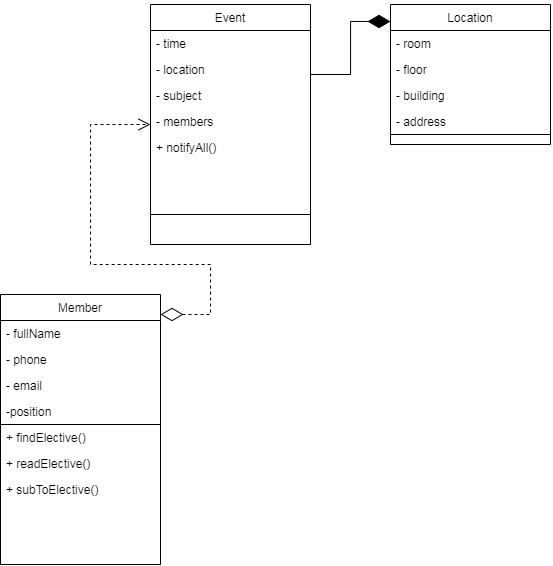 Event
- time
- location
- subject
- members
+ notifyAll()
Location
- room
- floor
- building
- address
Member
- fullName
- phone
- email
-position
+ findElective()
+ readElective()
+ subToElective()